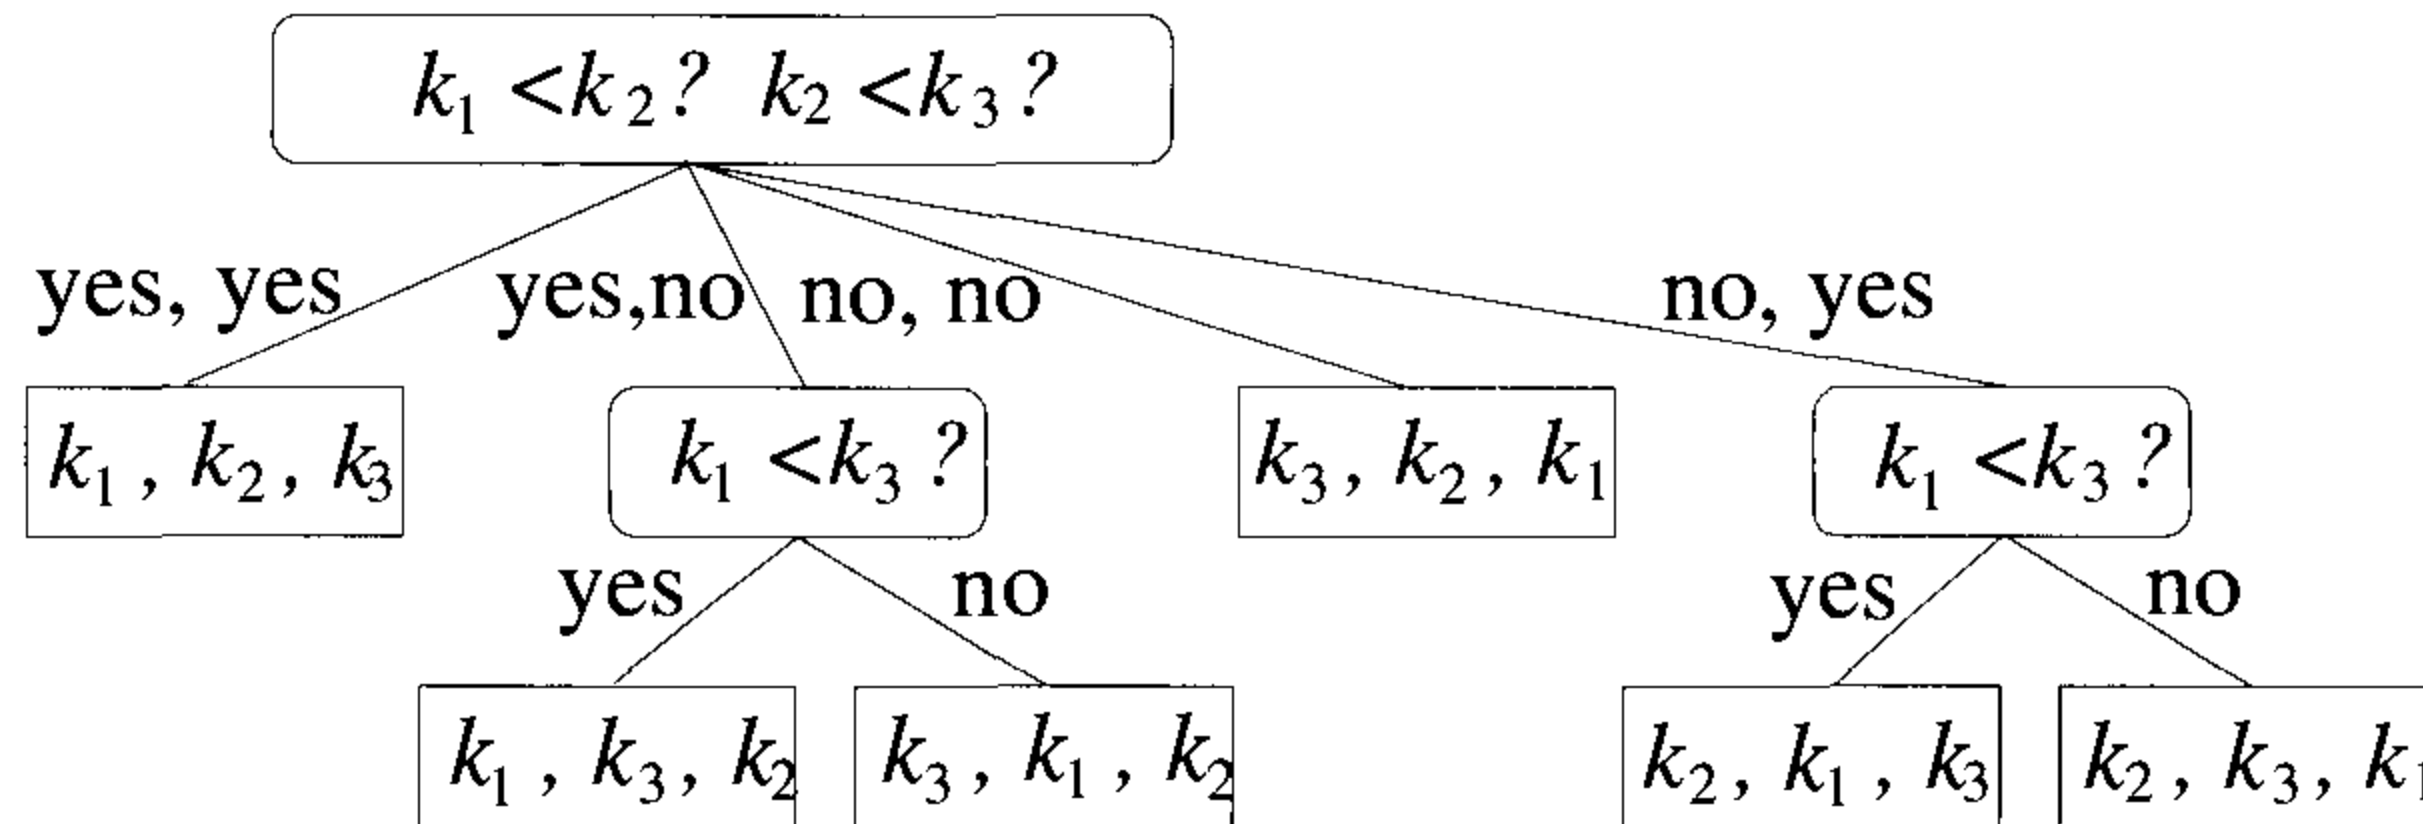 k₁ <k₂? k₂ <k₃?
yes, yes yes,no no, no no, yes
k₁, k₂, k₃ k₁ <k₃? k₃, k₂, k₁ k₁ <k₃?
yes no yes no
k₁, k₃, k₂ k₃, k₁, k₂ k₂, k₁, k₃ k₂, k₃, k₁